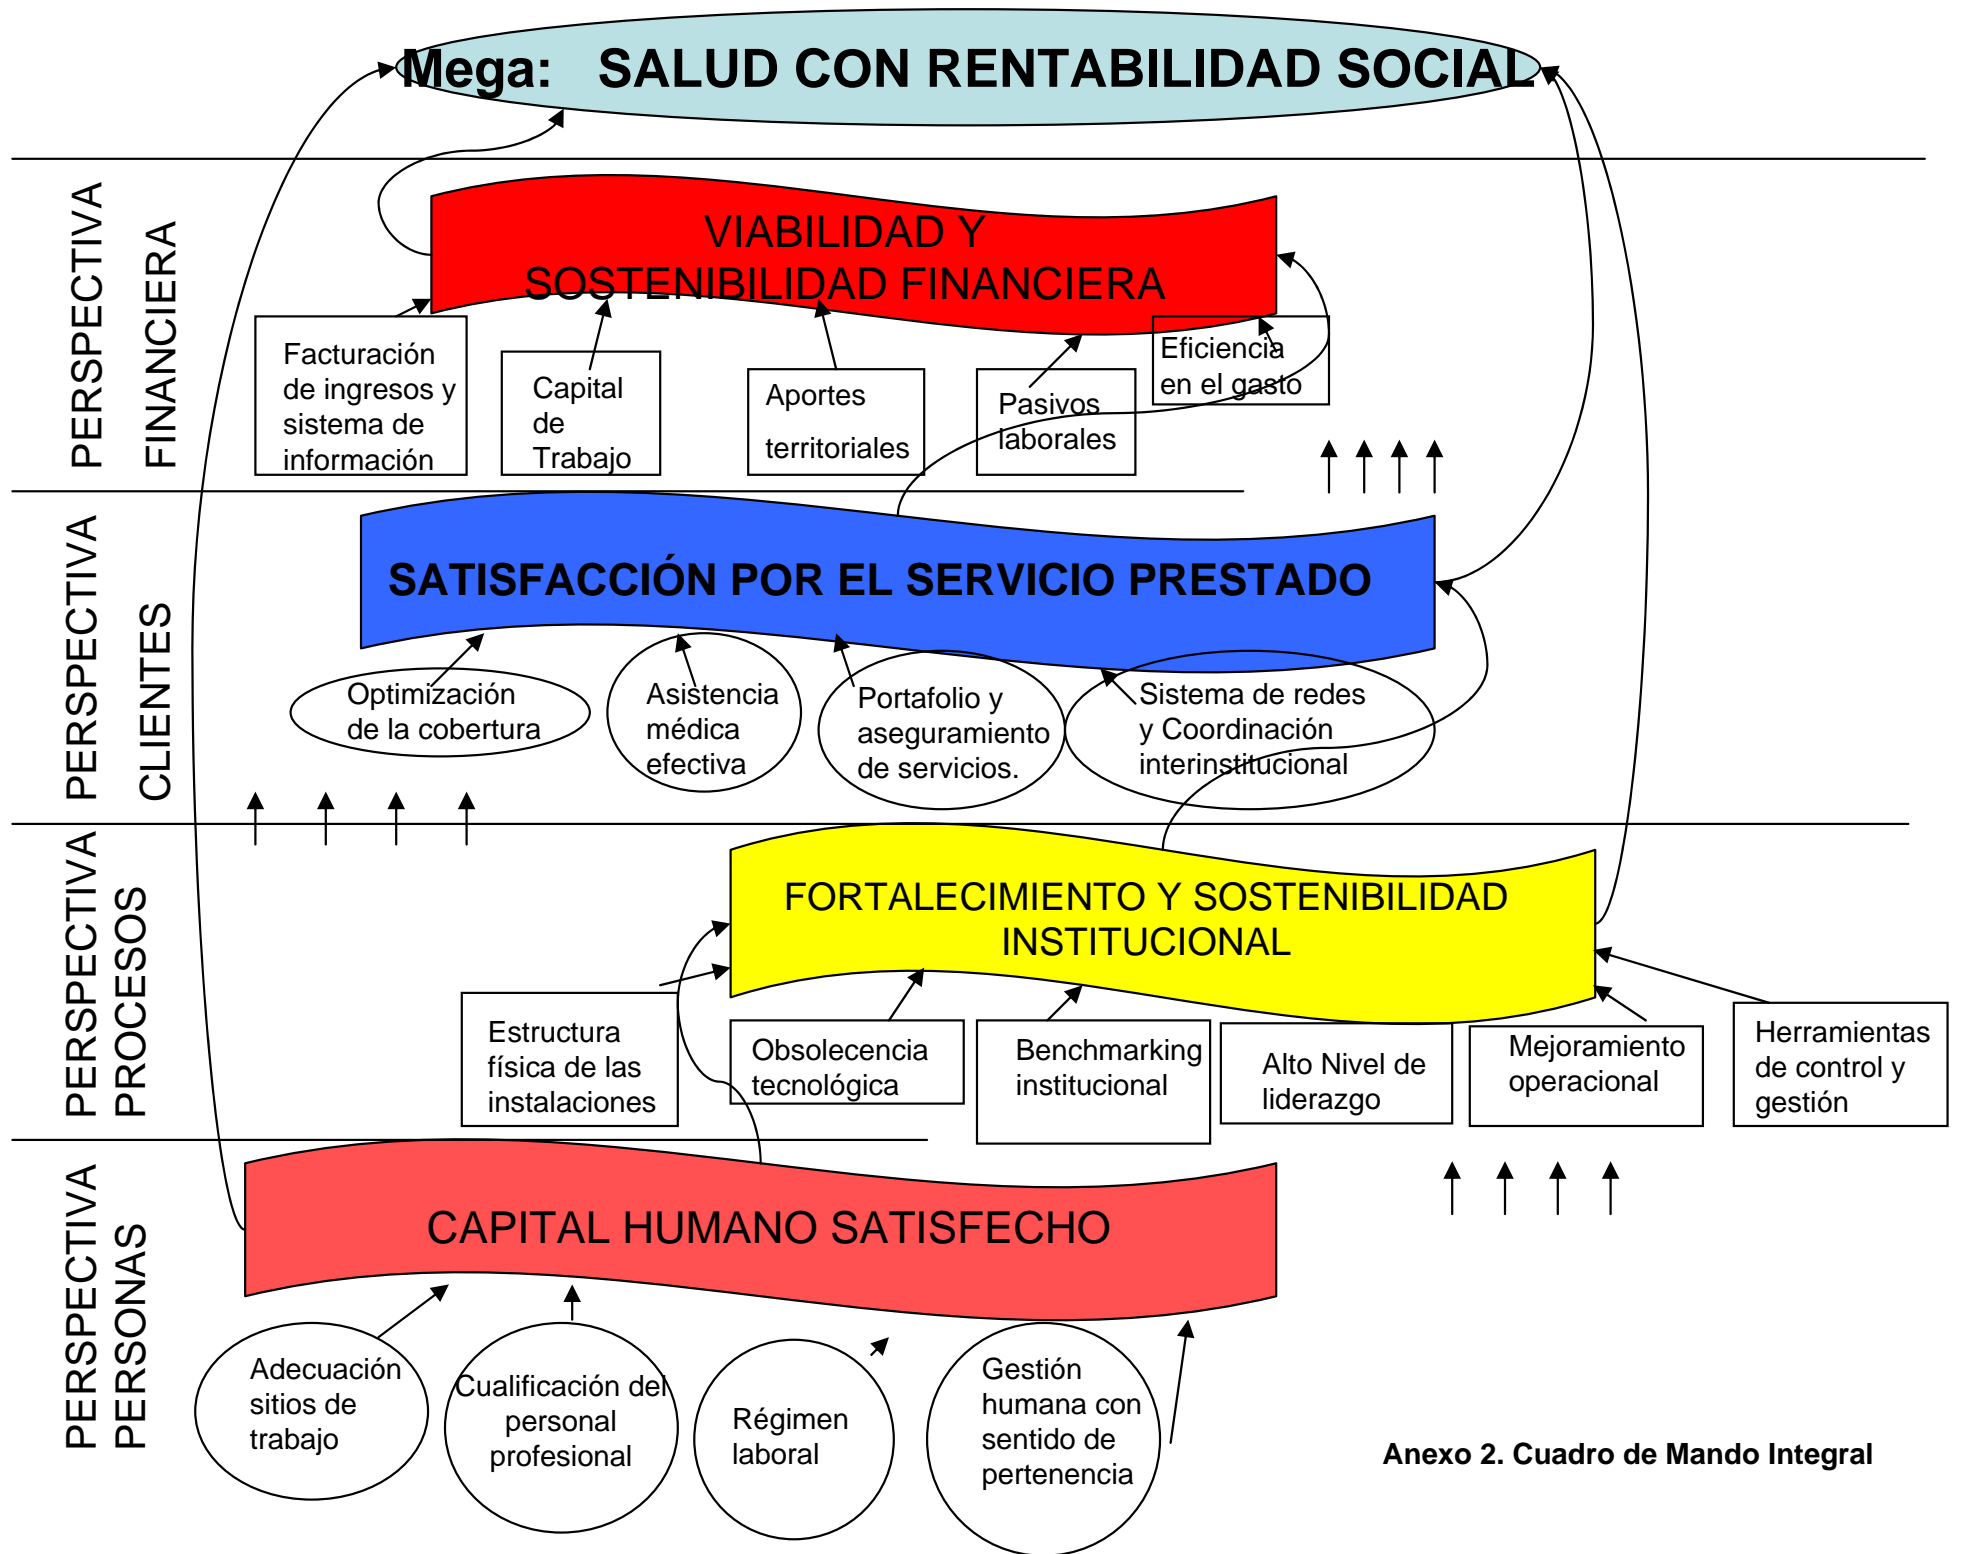 Mega: SALUD CON RENTABILIDAD SOCIAL
PERSPECTIVA
FINANCIERA
VIABILIDAD Y
SOSTENIBILIDAD FINANCIERA
Facturación
de ingresos y
sistema de
información
Capital
de
Trabajo
Aportes
territoriales
Pasivos
laborales
Eficiencia
en el gasto
PERSPECTIVA
CLIENTES
SATISFACCIÓN POR EL SERVICIO PRESTADO
Optimización
de la cobertura
Asistencia
médica
efectiva
Portafolio y
aseguramiento
de servicios.
Sistema de redes
y Coordinación
interinstitucional
PERSPECTIVA
PROCESOS
FORTALECIMIENTO Y SOSTENIBILIDAD
INSTITUCIONAL
Estructura
física de las
instalaciones
Obsolecencia
tecnológica
Benchmarking
institucional
Alto Nivel de
liderazgo
Mejoramiento
operacional
Herramientas
de control y
gestión
PERSPECTIVA
PERSONAS
CAPITAL HUMANO SATISFECHO
Adecuación
sitios de
trabajo
Cualificación del
personal
profesional
Régimen
laboral
Gestión
humana con
sentido de
pertenencia
Anexo 2. Cuadro de Mando Integral